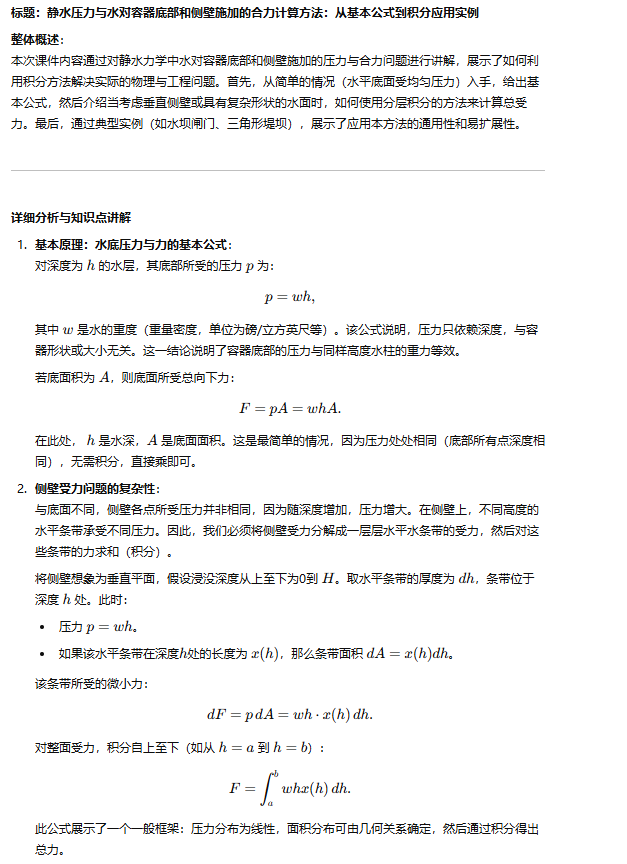 标题：静水压力与水对容器底部和侧壁施加的合力计算方法：从基本公式到积分应用实例
整体概述：
本次课件内容通过对静水力学中水对容器底部和侧壁施加的压力与合力问题进行讲解，展示了如何利
用积分方法解决实际的物理与工程问题。首先，从简单的情况（水平底面受均匀压力）入手，给出基
本公式，然后介绍当考虑垂直侧壁或具有复杂形状的水面时，如何使用分层积分的方法来计算总受
力。最后，通过典型实例（如水坝闸门、三角形堤坝），展示了应用本方法的通用性和易扩展性。
详细分析与知识点讲解
1. 基本原理：水底压力与力的基本公式：
对深度为 h 的水层，其底部所受的压力 p 为：
p = wh,
其中 w 是水的重度（重量密度，单位为磅/立方英尺等）。该公式说明，压力只依赖深度，与容
器形状或大小无关。这一结论说明了容器底部的压力与同样高度水柱的重力等效。
若底面积为 A，则底面所受总向下力：
F = pA = whA.
在此处， h 是水深，A 是底面面积。这是最简单的情况，因为压力处处相同（底部所有点深度相
同），无需积分，直接乘即可。
2. 侧壁受力问题的复杂性：
与底面不同，侧壁各点所受压力并非相同，因为随深度增加，压力增大。在侧壁上，不同高度的
水平条带承受不同压力。因此，我们必须将侧壁受力分解成一层层水平水条带的受力，然后对这
些条带的力求和（积分）。
将侧壁想象为垂直平面，假设浸没深度从上至下为0到 H。取水平条带的厚度为 dh，条带位于
深度 h 处。此时：
• 压力 p = wh。
• 如果该水平条带在深度h处的长度为 x(h)，那么条带面积 dA = x(h)dh。
该条带所受的微小力：
dF = p dA = wh · x(h) dh.
对整面受力，积分自上至下（如从 h = a 到 h = b）：
F = ∫_a^b whx(h) dh.
此公式展示了一个一般框架：压力分布为线性，面积分布可由几何关系确定，然后通过积分得出
总力。